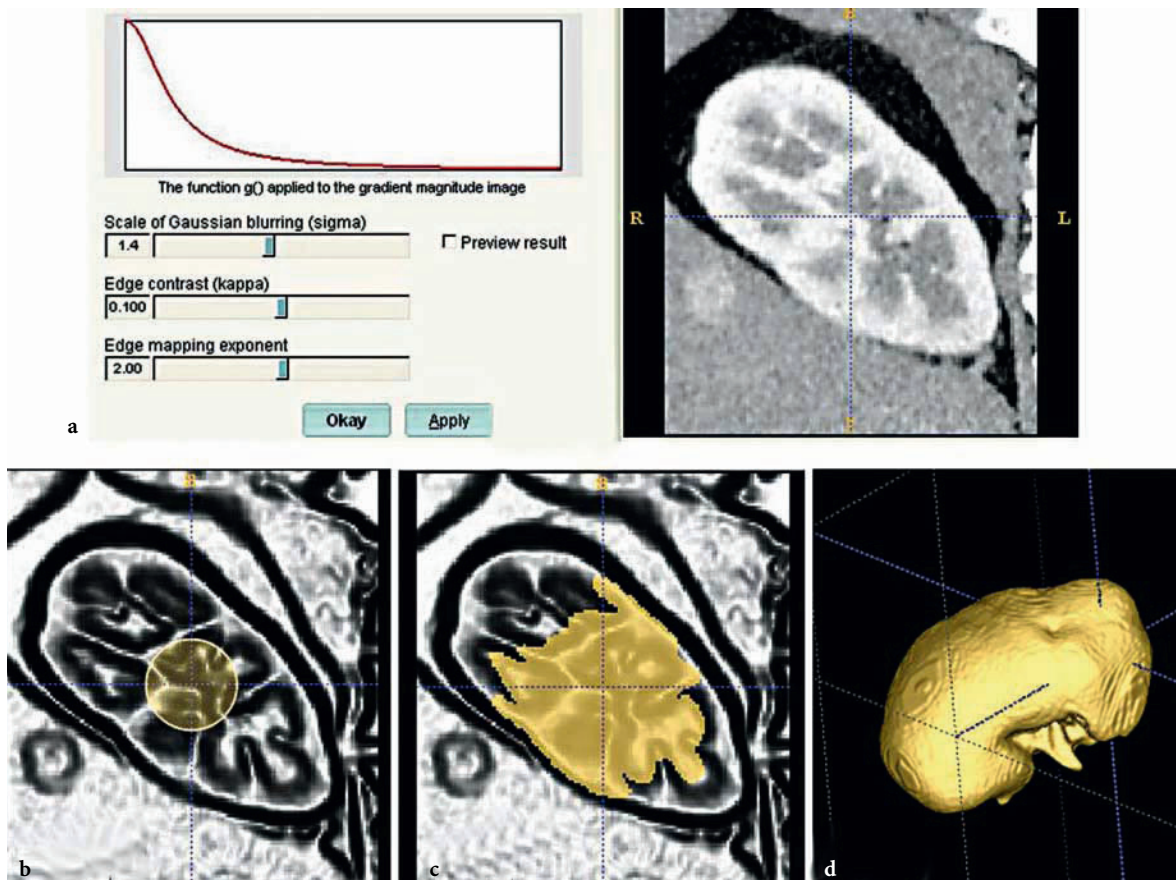 The function g() applied to the gradient magnitude image
Scale of Gaussian blurring (sigma)
1.4
Preview result
Edge contrast (kappa)
0.100
Edge mapping exponent
2.00
Okay
Apply
a
R
L
b
c
d